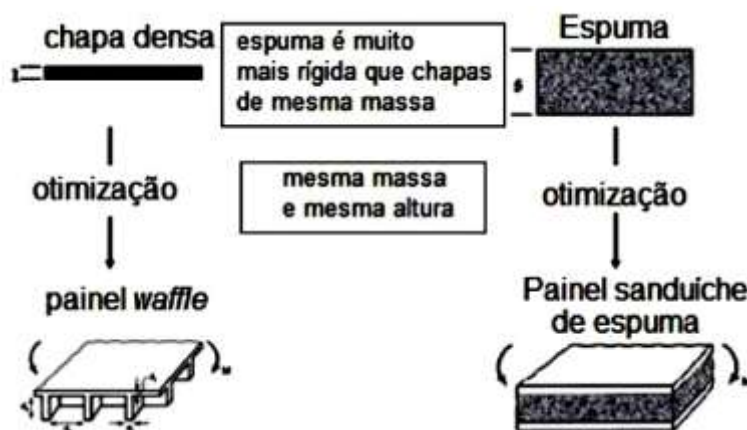 chapa densa
espuma é muito
mais rígida que chapas
de mesma massa
Espuma
otimização
mesma massa
e mesma altura
otimização
painel waffle
Painel sanduíche
de espuma